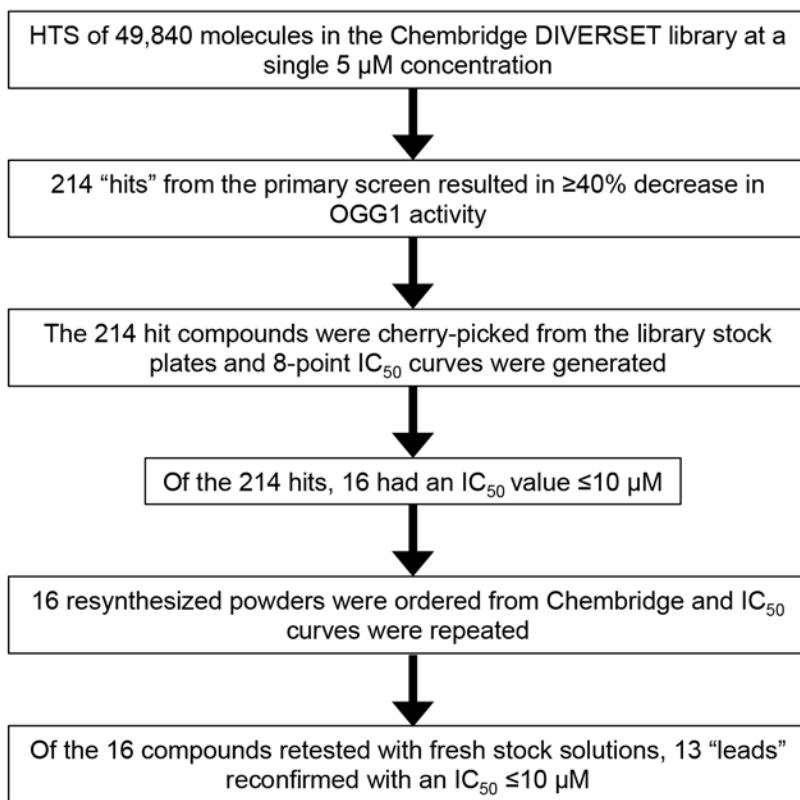 HTS of 49,840 molecules in the Chembridge DIVERSET library at a
single 5 µM concentration
214 “hits” from the primary screen resulted in ≥40% decrease in
OGG1 activity
The 214 hit compounds were cherry-picked from the library stock
plates and 8-point IC₅₀ curves were generated
Of the 214 hits, 16 had an IC₅₀ value ≤10 µM
16 resynthesized powders were ordered from Chembridge and IC₅₀
curves were repeated
Of the 16 compounds retested with fresh stock solutions, 13 “leads”
reconfirmed with an IC₅₀ ≤10 µM